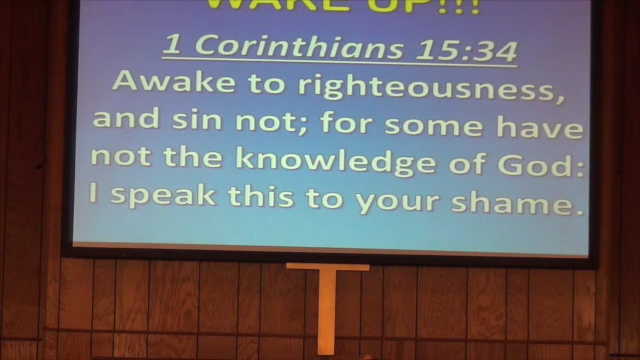 WAKE UP!!!
1 Corinthians 15:34
Awake to righteousness,
and sin not; for some have
not the knowledge of God:
I speak this to your shame.